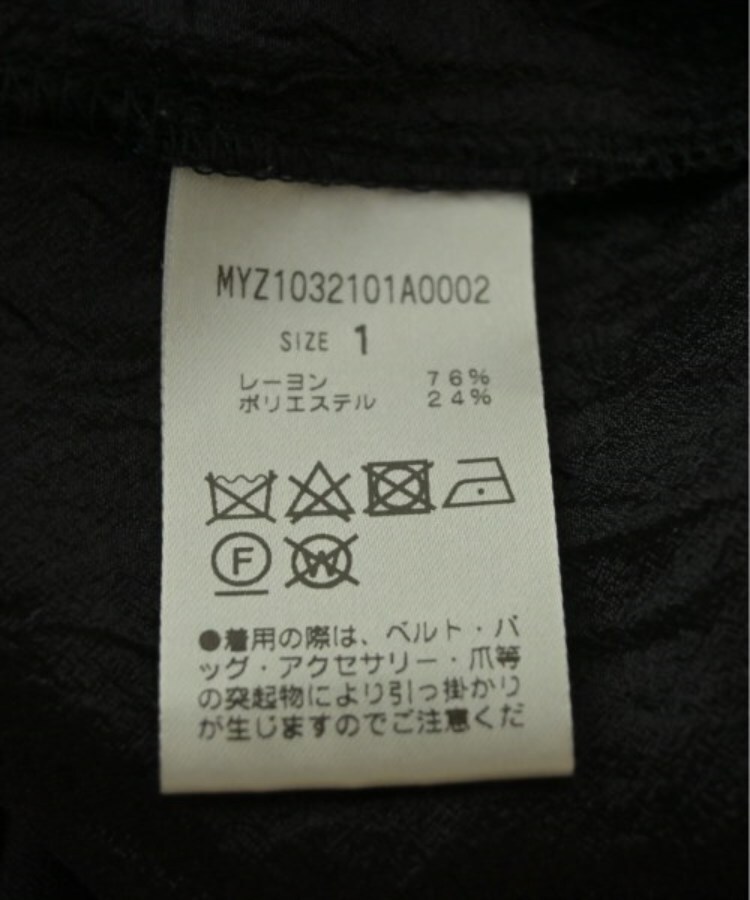 MYZ1032101A0002
SIZE 1
レーヨン 76%
ポリエステル 24%
F W
●着用の際は、ベルト・バ
ッグ・アクセサリー・爪等
の突起物により引っ掛かり
が生じますのでご注意くだ